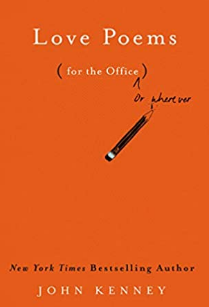 Love Poems
(for the Office)
Or wherever
New York Times Bestselling Author
JOHN KENNEY